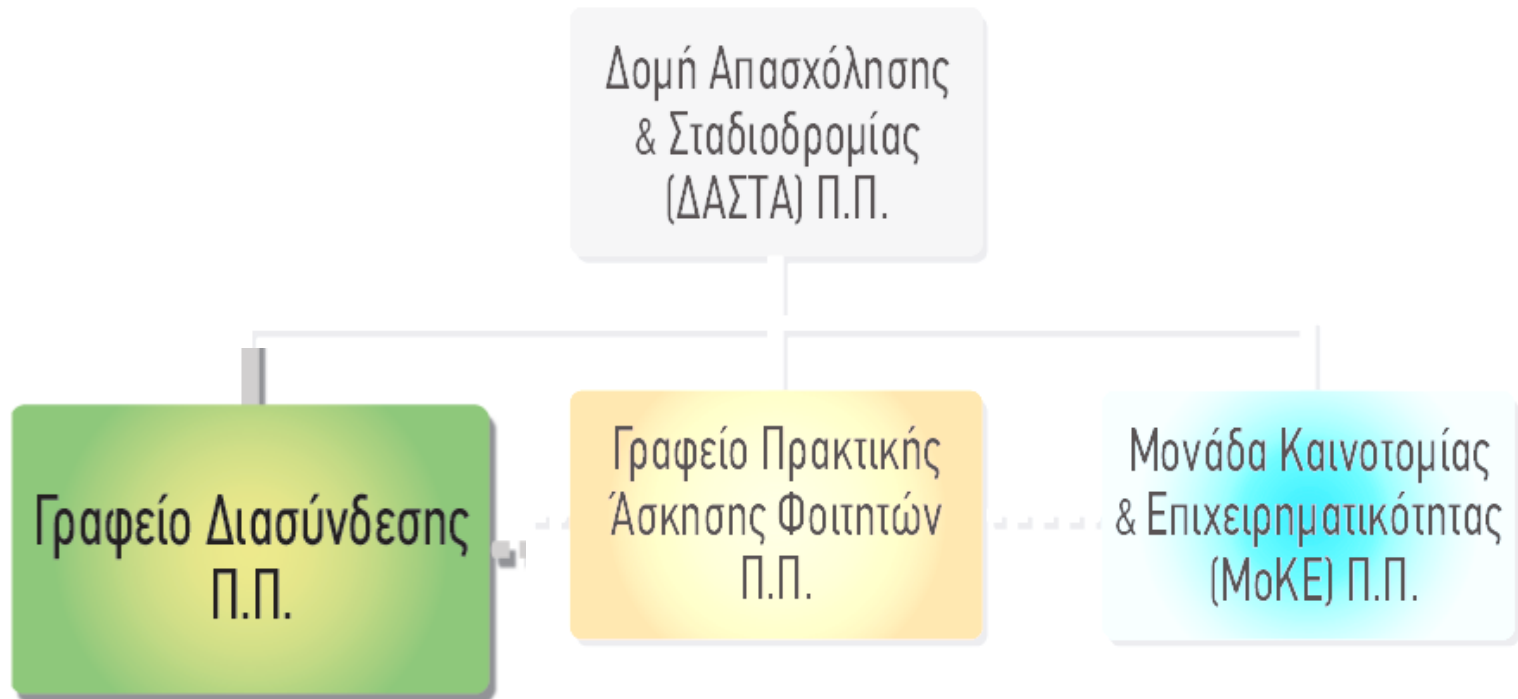 Δομή Απασχόλησης
& Σταδιοδρομίας
(ΔΑΣΤΑ) Π.Π.
Γραφείο Διασύνδεσης
Π.Π.
Γραφείο Πρακτικής
Άσκησης Φοιτητών
Π.Π.
Μονάδα Καινοτομίας
& Επιχειρηματικότητας
(ΜοΚΕ) Π.Π.